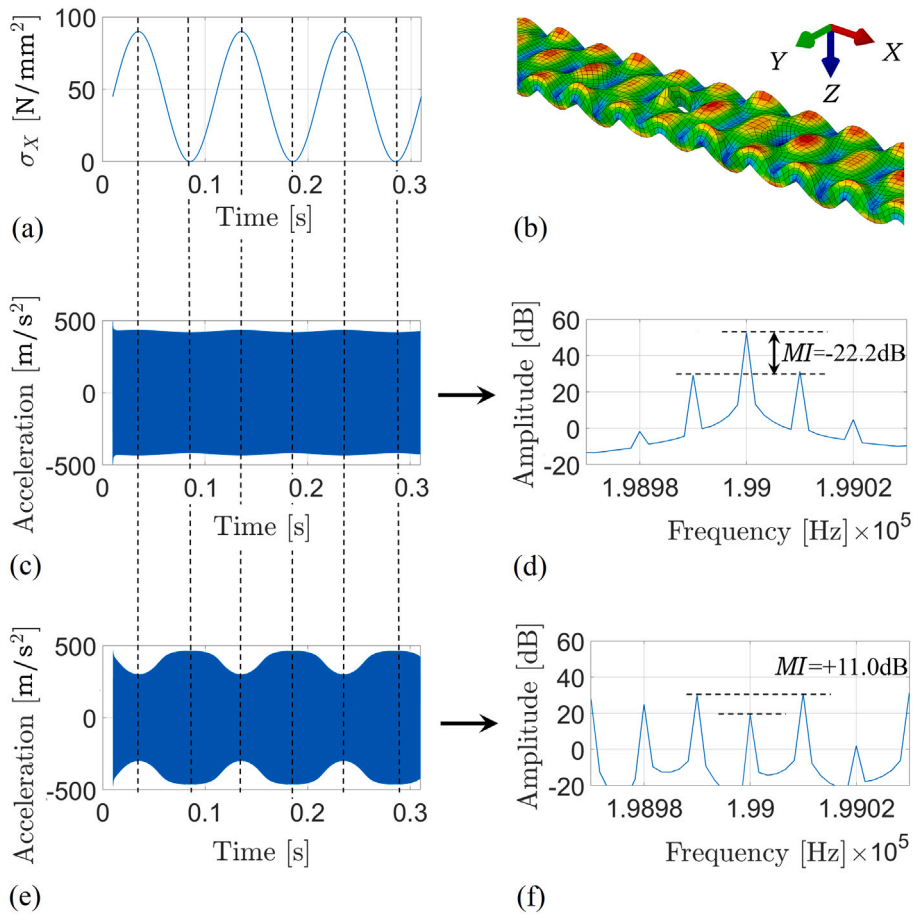 100
50
0
0 0.1 0.2 0.3
σ_X [N/mm²]
Time [s]
(a)
X
Y
Z
(b)
500
0
-500
0 0.1 0.2 0.3
Acceleration [m/s²]
Time [s]
(c)
60
40
20
0
-20
1.9898 1.99 1.9902
Amplitude [dB]
MI=-22.2dB
Frequency [Hz] ×10⁵
(d)
500
0
-500
0 0.1 0.2 0.3
Acceleration [m/s²]
Time [s]
(e)
60
40
20
0
-20
1.9898 1.99 1.9902
Amplitude [dB]
MI=+11.0dB
Frequency [Hz] ×10⁵
(f)